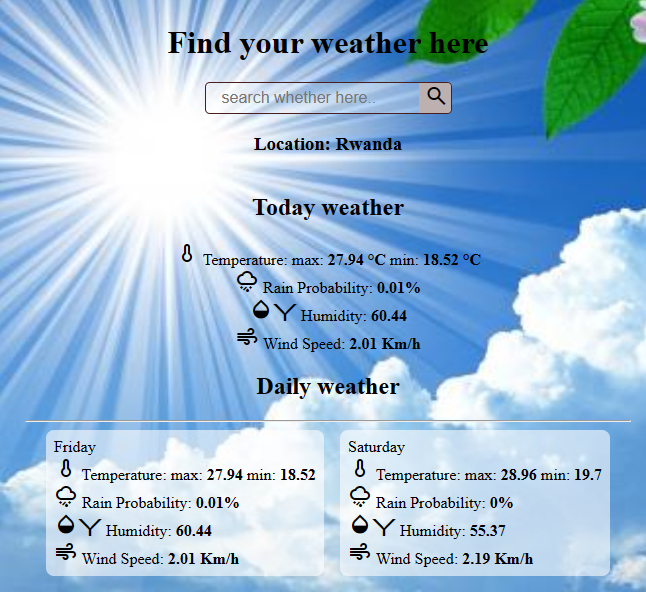 Find your weather here
search whether here..
Location: Rwanda
Today weather
Temperature: max: 27.94 °C min: 18.52 °C
Rain Probability: 0.01%
Humidity: 60.44
Wind Speed: 2.01 Km/h
Daily weather
Friday
Temperature: max: 27.94 min: 18.52
Rain Probability: 0.01%
Humidity: 60.44
Wind Speed: 2.01 Km/h
Saturday
Temperature: max: 28.96 min: 19.7
Rain Probability: 0%
Humidity: 55.37
Wind Speed: 2.19 Km/h